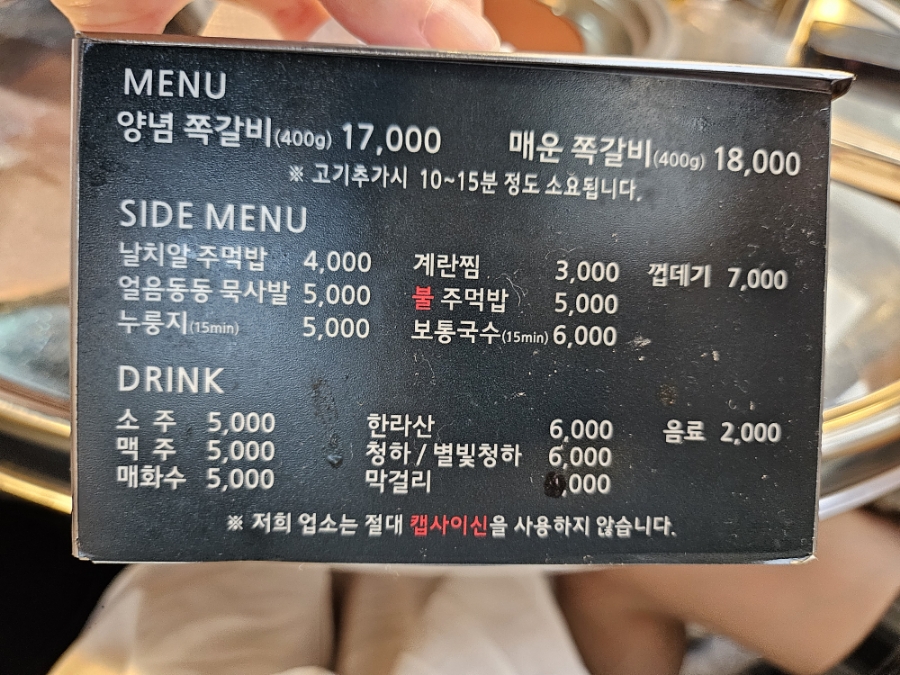 MENU
양념 쪽갈비(400g) 17,000 매운 쪽갈비(400g) 18,000
※ 고기추가시 10~15분 정도 소요됩니다.
SIDE MENU
날치알 주먹밥 4,000 계란찜 3,000 껍데기 7,000
얼음동동 묵사발 5,000 불 주먹밥 5,000
누룽지(15min) 5,000 보통국수(15min) 6,000
DRINK
소 주 5,000 한라산 6,000 음료 2,000
맥 주 5,000 청하 / 별빛청하 6,000
매화수 5,000 막걸리 ,000
※ 저희 업소는 절대 캡사이신을 사용하지 않습니다.